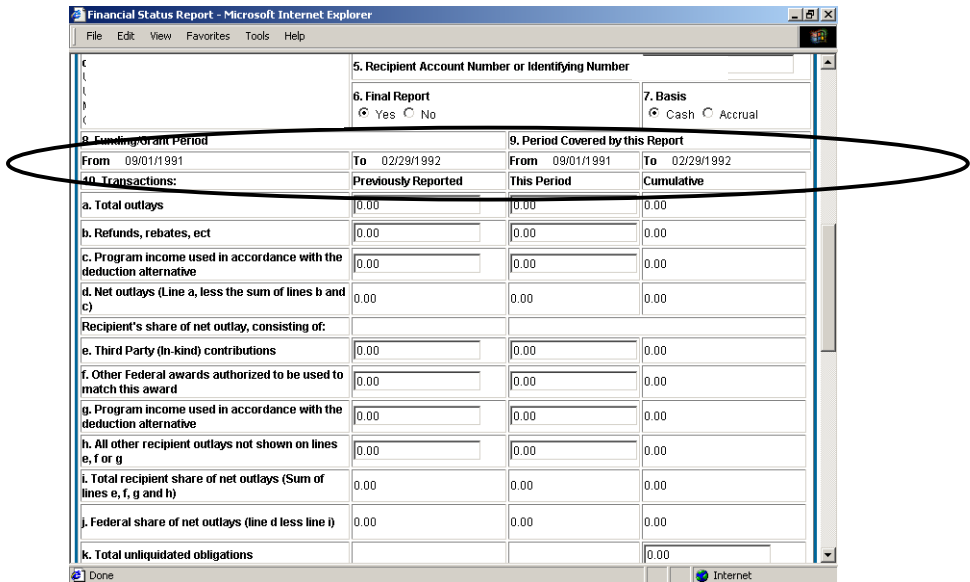 Financial Status Report - Microsoft Internet Explorer
File Edit View Favorites Tools Help
5. Recipient Account Number or Identifying Number
6. Final Report
7. Basis
Yes No
Cash Accrual
8. Funding/Grant Period
9. Period Covered by this Report
From 09/01/1991 To 02/29/1992 From 09/01/1991 To 02/29/1992
10. Transactions: Previously Reported This Period Cumulative
a. Total outlays 0.00 0.00 0.00
b. Refunds, rebates, ect 0.00 0.00 0.00
c. Program income used in accordance with the
deduction alternative 0.00 0.00 0.00
d. Net outlays (Line a, less the sum of lines b and
c) 0.00 0.00 0.00
Recipient's share of net outlay, consisting of:
e. Third Party (In-kind) contributions 0.00 0.00 0.00
f. Other Federal awards authorized to be used to
match this award 0.00 0.00 0.00
g. Program income used in accordance with the
deduction alternative 0.00 0.00 0.00
h. All other recipient outlays not shown on lines
e, f or g 0.00 0.00 0.00
i. Total recipient share of net outlays (Sum of
lines e, f, g and h) 0.00 0.00 0.00
j. Federal share of net outlays (line d less line i) 0.00 0.00 0.00
k. Total unliquidated obligations 0.00
Done Internet